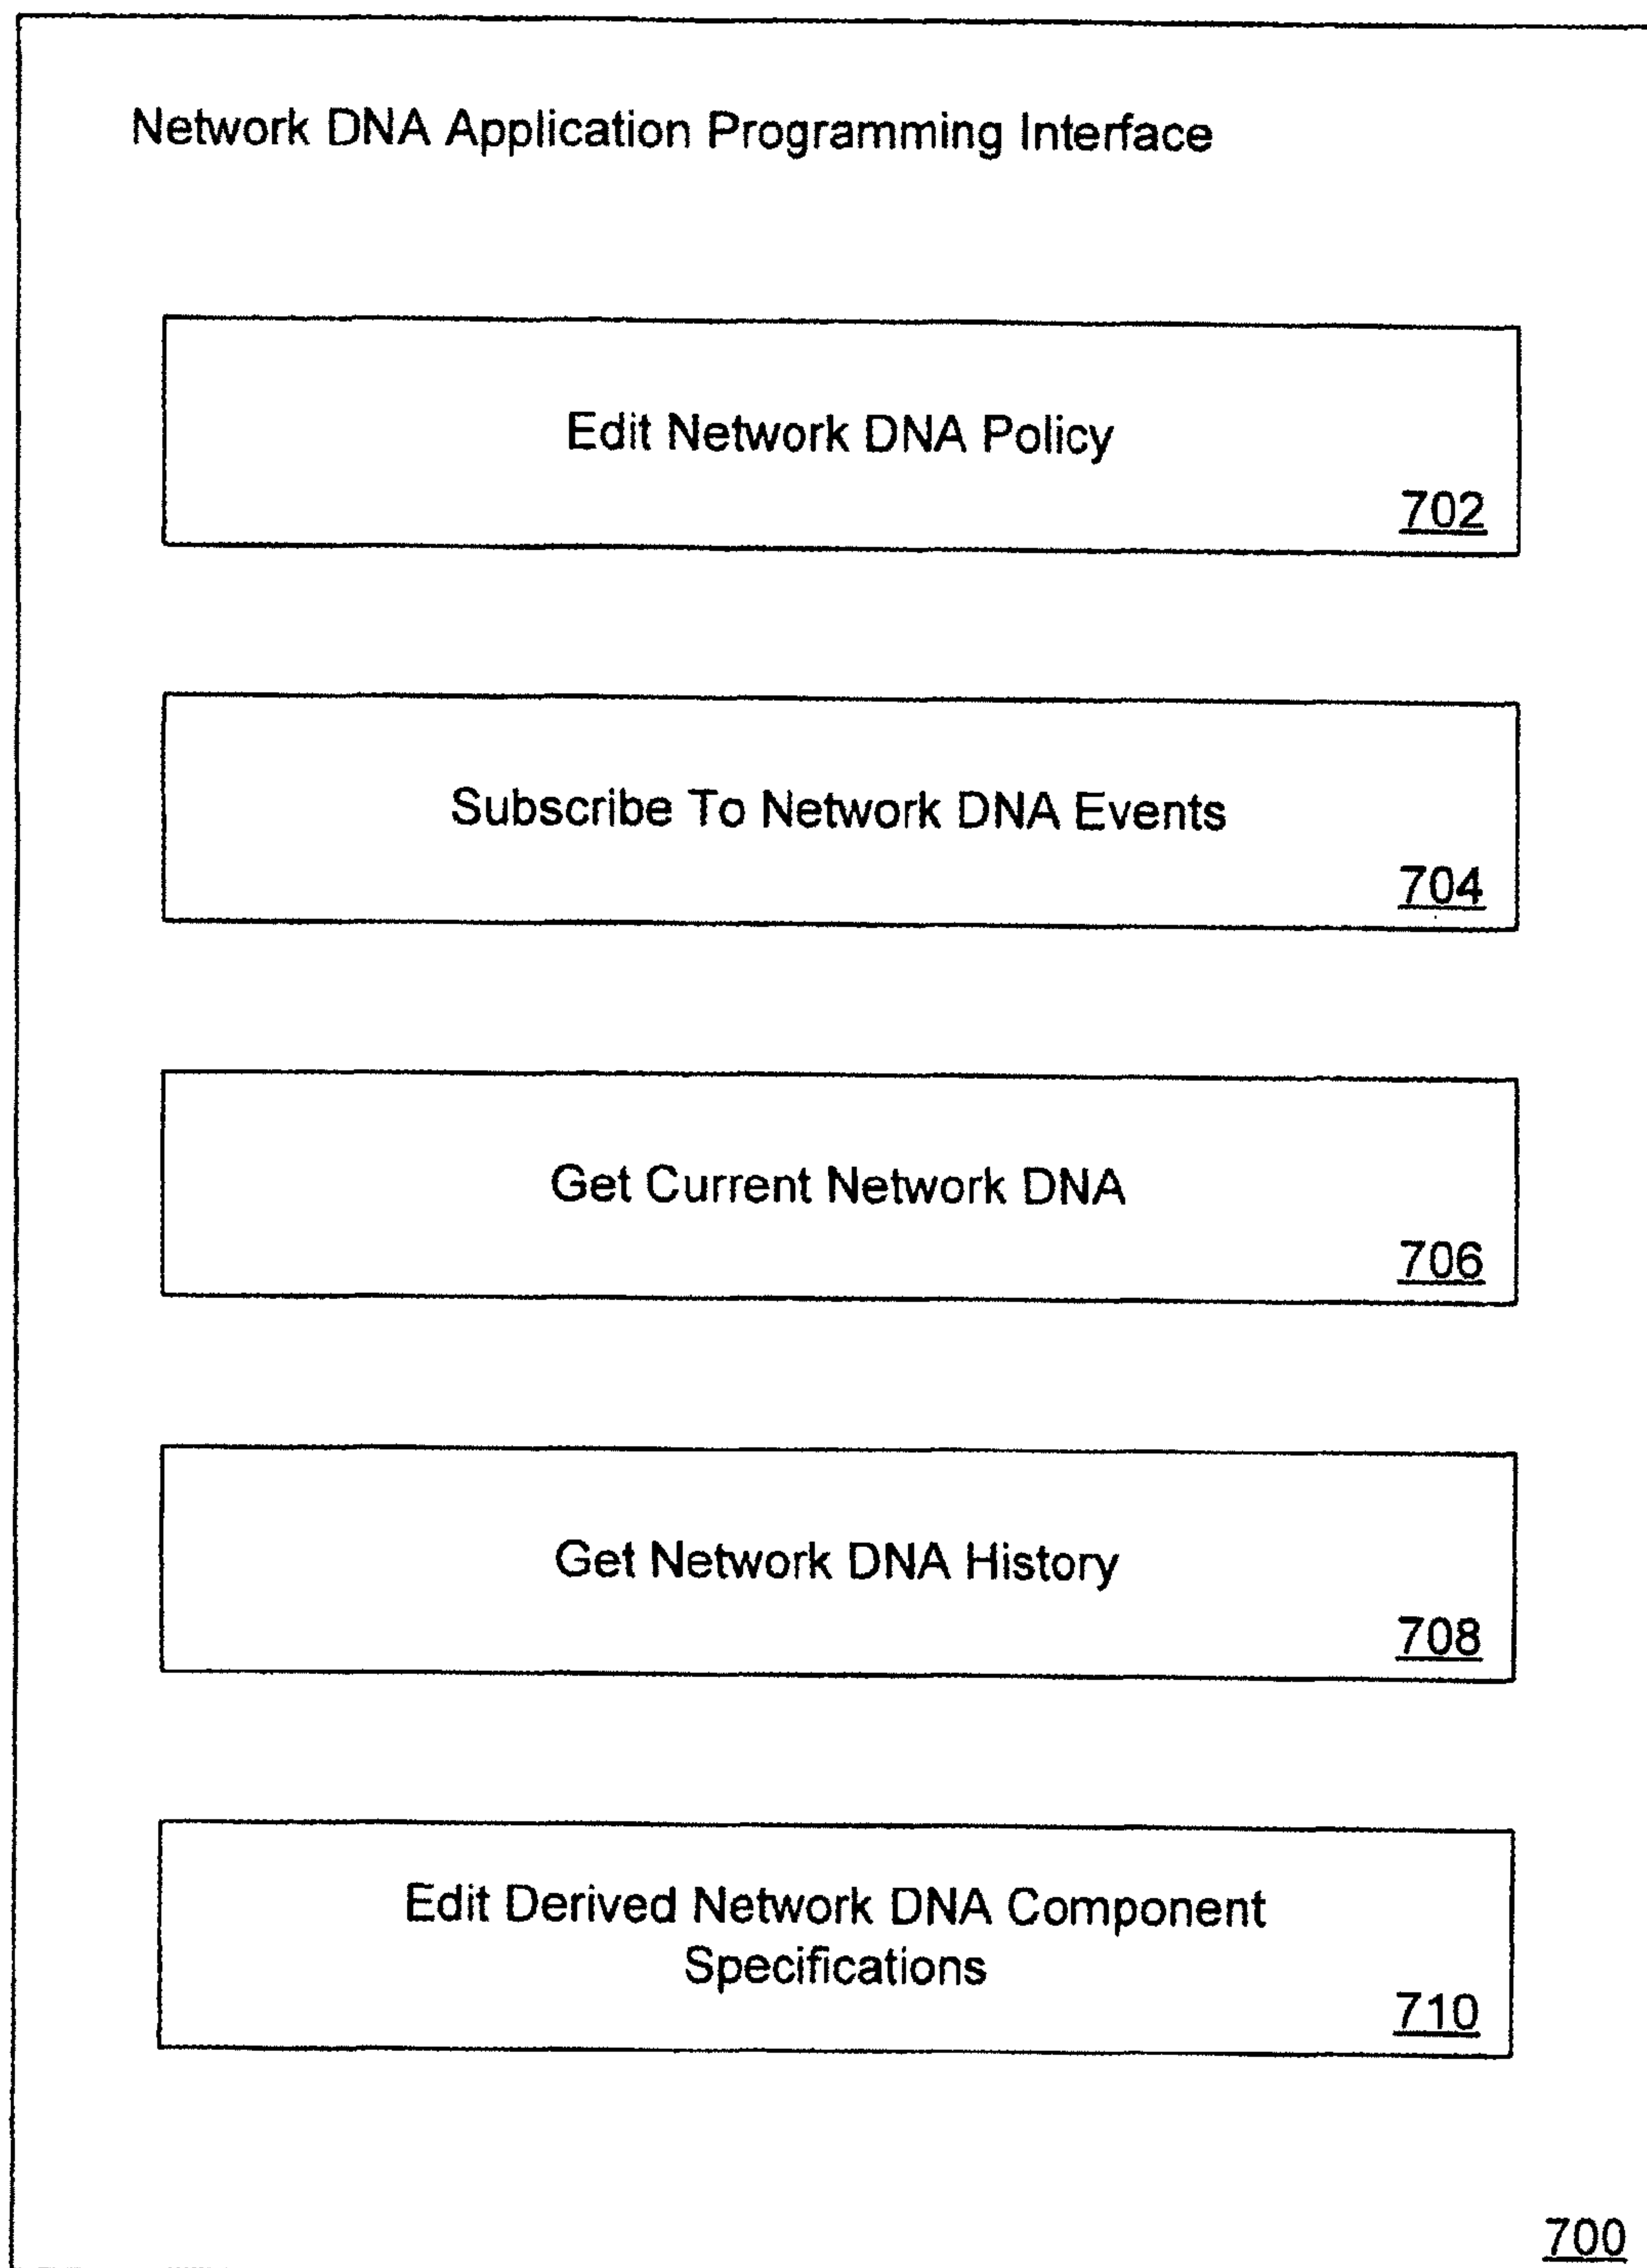 Network DNA Application Programming Interface
Edit Network DNA Policy
702
Subscribe To Network DNA Events
704
Get Current Network DNA
706
Get Network DNA History
708
Edit Derived Network DNA Component
Specifications
710
700